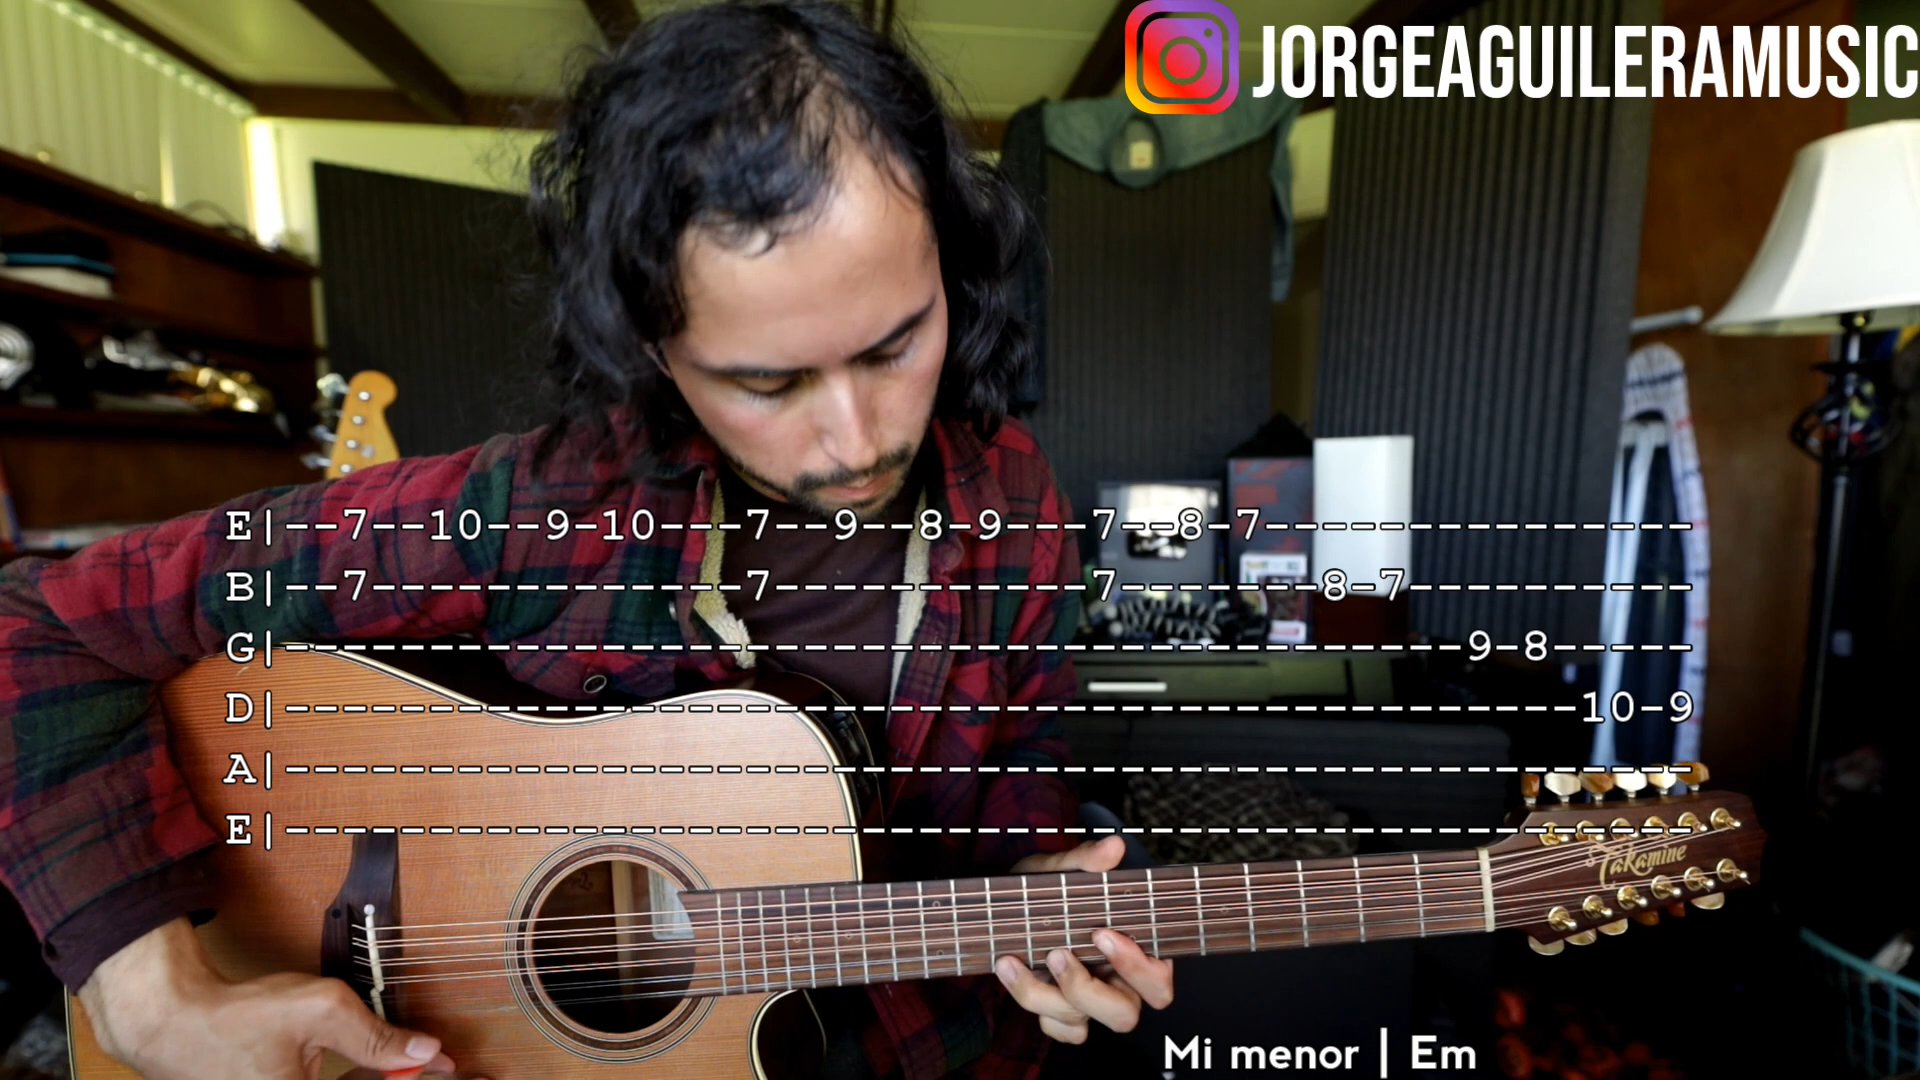 JORGEAGUILERAMUSIC
E|--7--10--9-10---7--9--8-9---7--8-7---------------
B|--7-------------7-----------7-------8-7----------
G|-----------------------------------------9-8-----
D|---------------------------------------------10-9
A|-------------------------------------------------
E|-------------------------------------------------
Takamine
Mi menor | Em